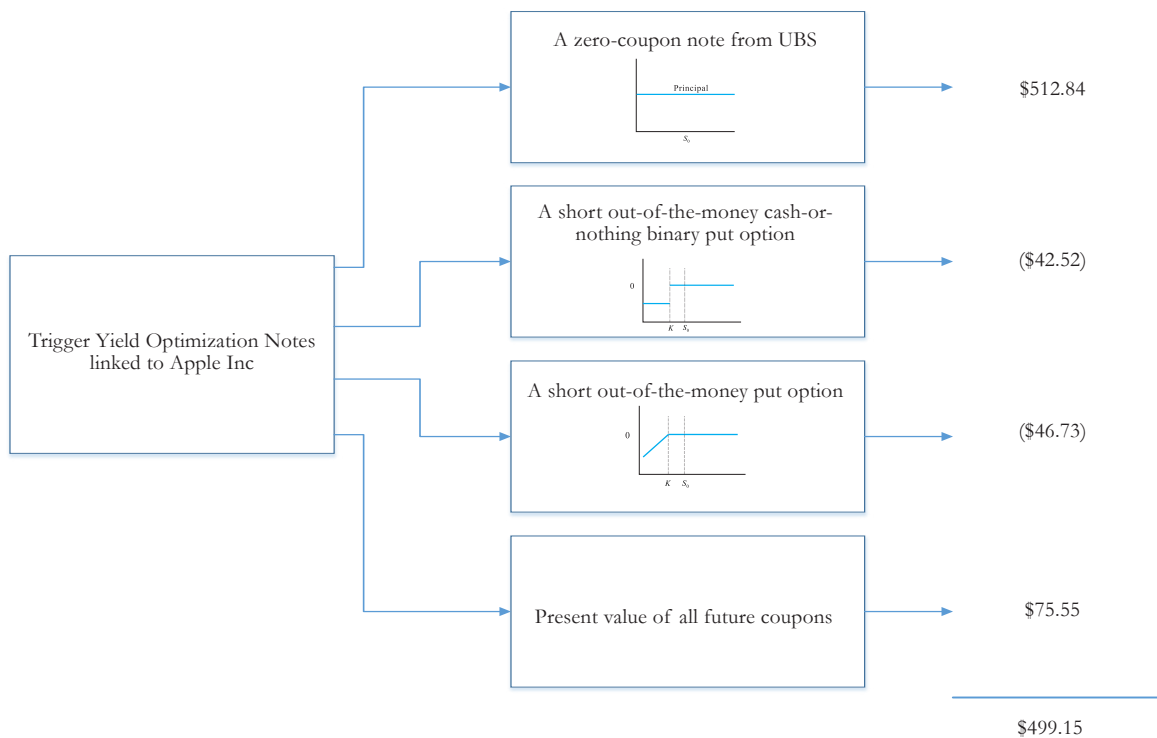 Trigger Yield Optimization Notes
linked to Apple Inc
A zero-coupon note from UBS
Principal
S₀
$512.84
A short out-of-the-money cash-or-
nothing binary put option
0
K S₀
($42.52)
A short out-of-the-money put option
0
K S₀
($46.73)
Present value of all future coupons
$75.55
$499.15